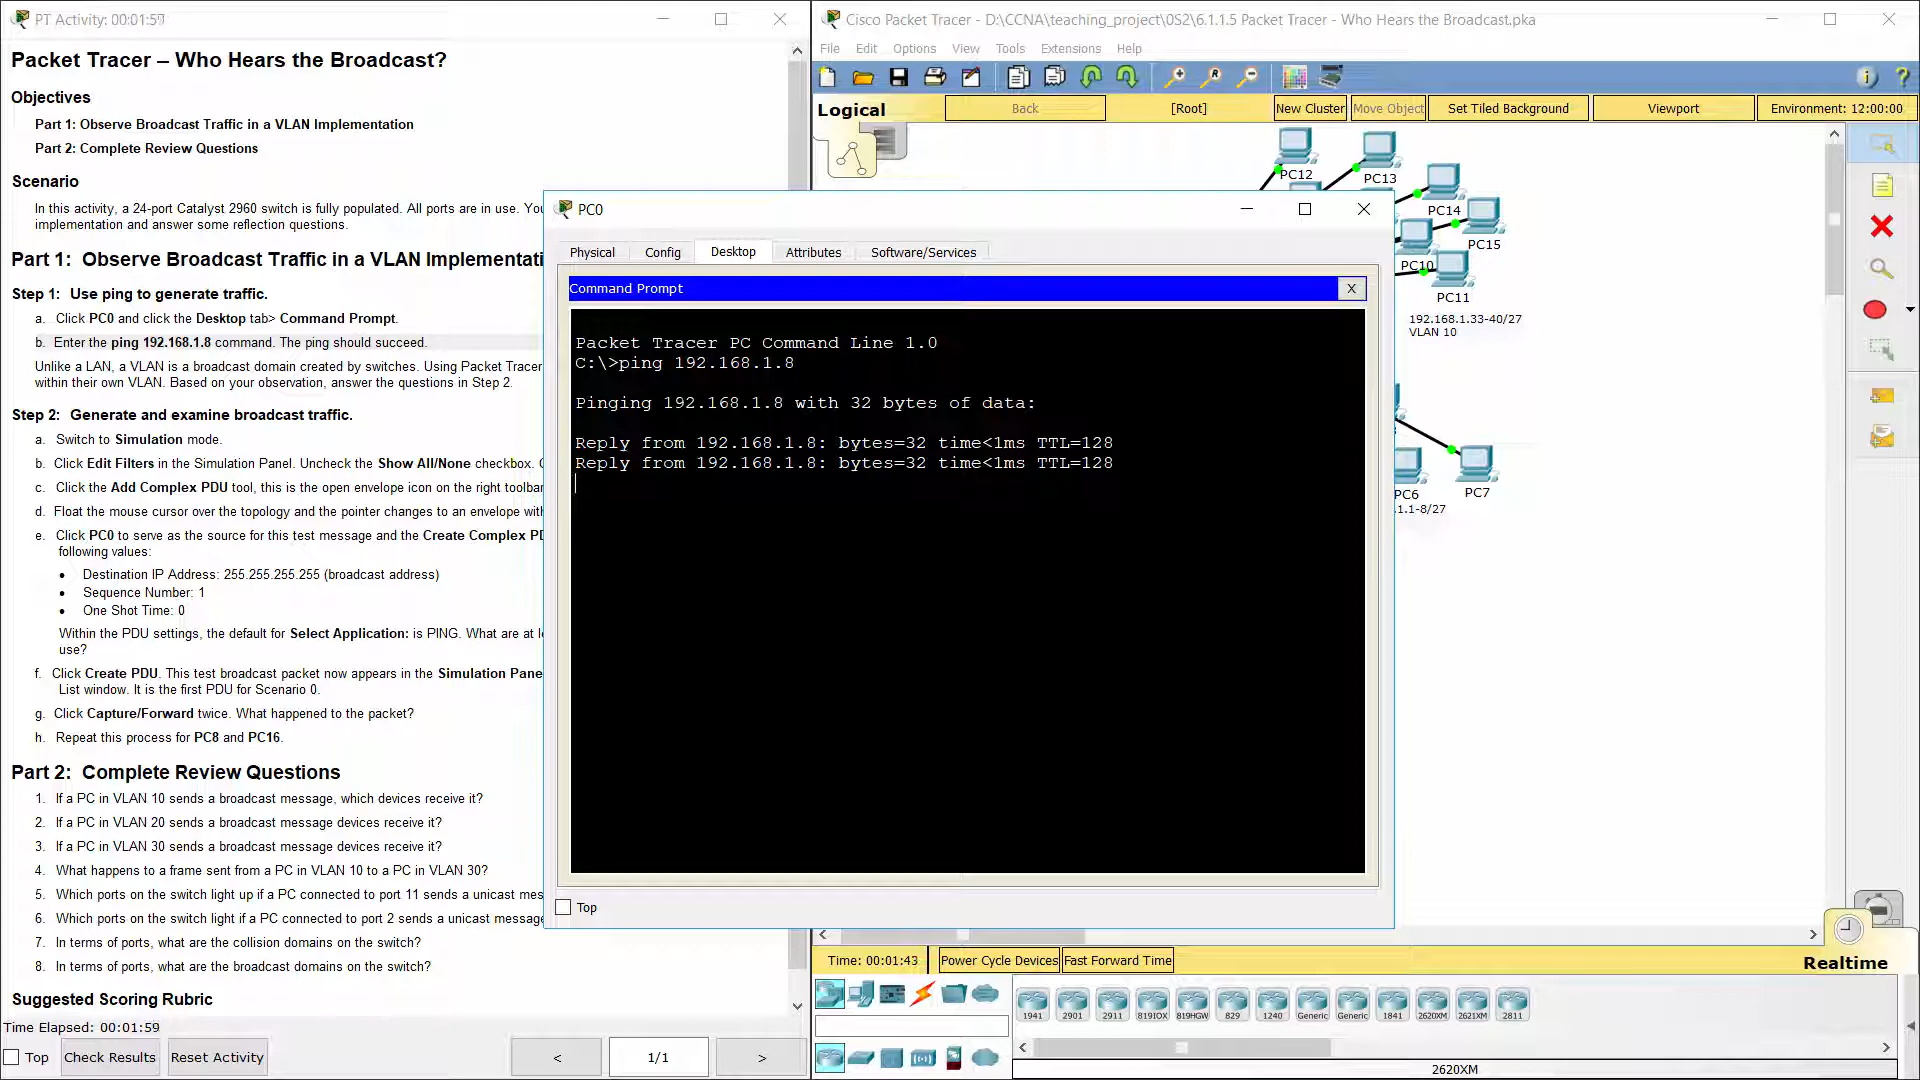 PT Activity: 00:01:59
Packet Tracer – Who Hears the Broadcast?
Objectives
Part 1: Observe Broadcast Traffic in a VLAN Implementation
Part 2: Complete Review Questions
Scenario
In this activity, a 24-port Catalyst 2960 switch is fully populated. All ports are in use. You
implementation and answer some reflection questions.
Part 1: Observe Broadcast Traffic in a VLAN Implementati
Step 1: Use ping to generate traffic.
a. Click PC0 and click the Desktop tab> Command Prompt.
b. Enter the ping 192.168.1.8 command. The ping should succeed.
Unlike a LAN, a VLAN is a broadcast domain created by switches. Using Packet Tracer
within their own VLAN. Based on your observation, answer the questions in Step 2.
Step 2: Generate and examine broadcast traffic.
a. Switch to Simulation mode.
b. Click Edit Filters in the Simulation Panel. Uncheck the Show All/None checkbox.
c. Click the Add Complex PDU tool, this is the open envelope icon on the right toolbar
d. Float the mouse cursor over the topology and the pointer changes to an envelope with
e. Click PC0 to serve as the source for this test message and the Create Complex PD
following values:
• Destination IP Address: 255.255.255.255 (broadcast address)
• Sequence Number: 1
• One Shot Time: 0
Within the PDU settings, the default for Select Application: is PING. What are at le
use?
f. Click Create PDU. This test broadcast packet now appears in the Simulation Pane
List window. It is the first PDU for Scenario 0.
g. Click Capture/Forward twice. What happened to the packet?
h. Repeat this process for PC8 and PC16.
Part 2: Complete Review Questions
1. If a PC in VLAN 10 sends a broadcast message, which devices receive it?
2. If a PC in VLAN 20 sends a broadcast message devices receive it?
3. If a PC in VLAN 30 sends a broadcast message devices receive it?
4. What happens to a frame sent from a PC in VLAN 10 to a PC in VLAN 30?
5. Which ports on the switch light up if a PC connected to port 11 sends a unicast mes
6. Which ports on the switch light if a PC connected to port 2 sends a unicast message
7. In terms of ports, what are the collision domains on the switch?
8. In terms of ports, what are the broadcast domains on the switch?
Suggested Scoring Rubric
Time Elapsed: 00:01:59
Top
Check Results
Reset Activity
<
1/1
>
Cisco Packet Tracer - D:\CCNA\teaching_project\0S2\6.1.1.5 Packet Tracer - Who Hears the Broadcast.pka
File Edit Options View Tools Extensions Help
Logical
Back
[Root]
New Cluster
Move Object
Set Tiled Background
Viewport
Environment: 12:00:00
PC12
PC13
PC14
PC15
PC10
PC11
192.168.1.33-40/27
VLAN 10
PC6
PC7
.1.1-8/27
PC0
Physical
Config
Desktop
Attributes
Software/Services
Command Prompt
X
Packet Tracer PC Command Line 1.0
C:\>ping 192.168.1.8
Pinging 192.168.1.8 with 32 bytes of data:
Reply from 192.168.1.8: bytes=32 time<1ms TTL=128
Reply from 192.168.1.8: bytes=32 time<1ms TTL=128
Top
Time: 00:01:43
Power Cycle Devices
Fast Forward Time
Realtime
1941
2901
2911
819IOX
819HGW
829
1240
Generic
Generic
1841
2620XM
2621XM
2811
2620XM